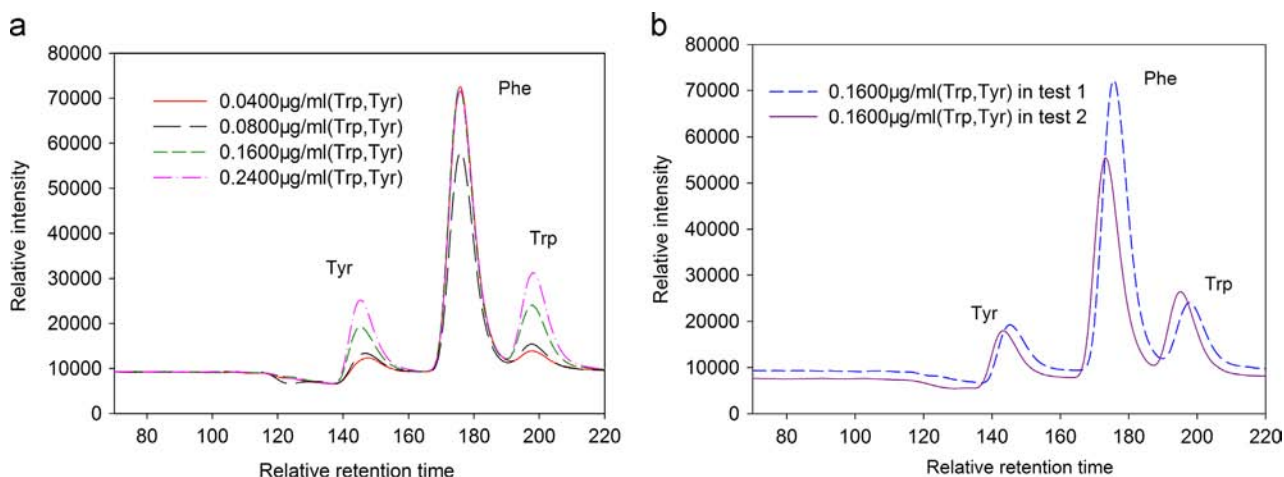 a
80000
70000
60000
50000
40000
30000
20000
10000
0
Relative intensity
0.0400µg/ml(Trp,Tyr)
0.0800µg/ml(Trp,Tyr)
0.1600µg/ml(Trp,Tyr)
0.2400µg/ml(Trp,Tyr)
Phe
Tyr
Trp
80 100 120 140 160 180 200 220
Relative retention time
b
80000
70000
60000
50000
40000
30000
20000
10000
0
Relative intensity
Phe
0.1600µg/ml(Trp,Tyr) in test 1
0.1600µg/ml(Trp,Tyr) in test 2
Tyr
Trp
80 100 120 140 160 180 200 220
Relative retention time